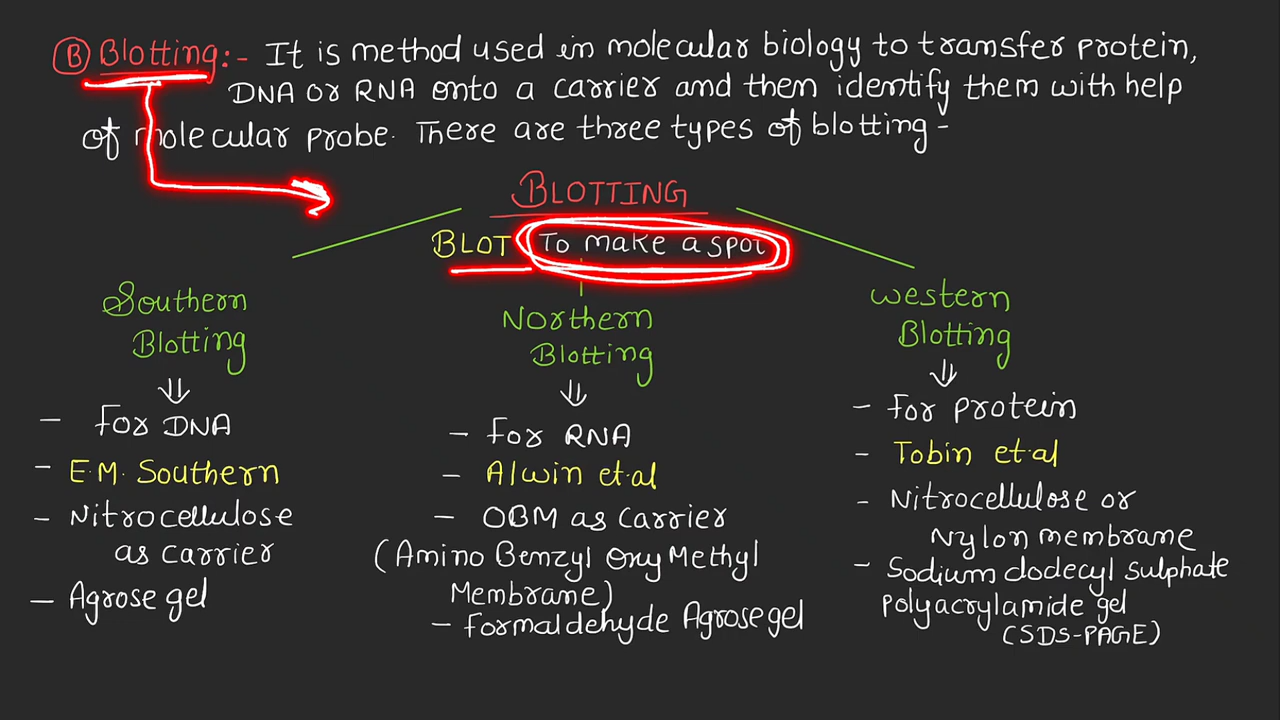 Ⓑ Blotting:- It is method used in molecular biology to transfer protein,
DNA or RNA onto a carrier and them identify them with help
of molecular probe. There are three types of blotting -
BLOTTING
BLOT To make a spot
Southern
Blotting
- for DNA
- E.M. Southern
- Nitrocellulose
as carrier
- Agrose gel
Northern
Blotting
- for RNA
- Alwin et.al
- OBM as carrier
(Amino Benzyl Oxy Methyl
Membrane)
- formaldehyde Agrose gel
Western
Blotting
- for protein
- Tobin et.al
- Nitrocellulose or
Nylon membrane
- Sodium dodecyl sulphate
polyacrylamide gel
(SDS-PAGE)